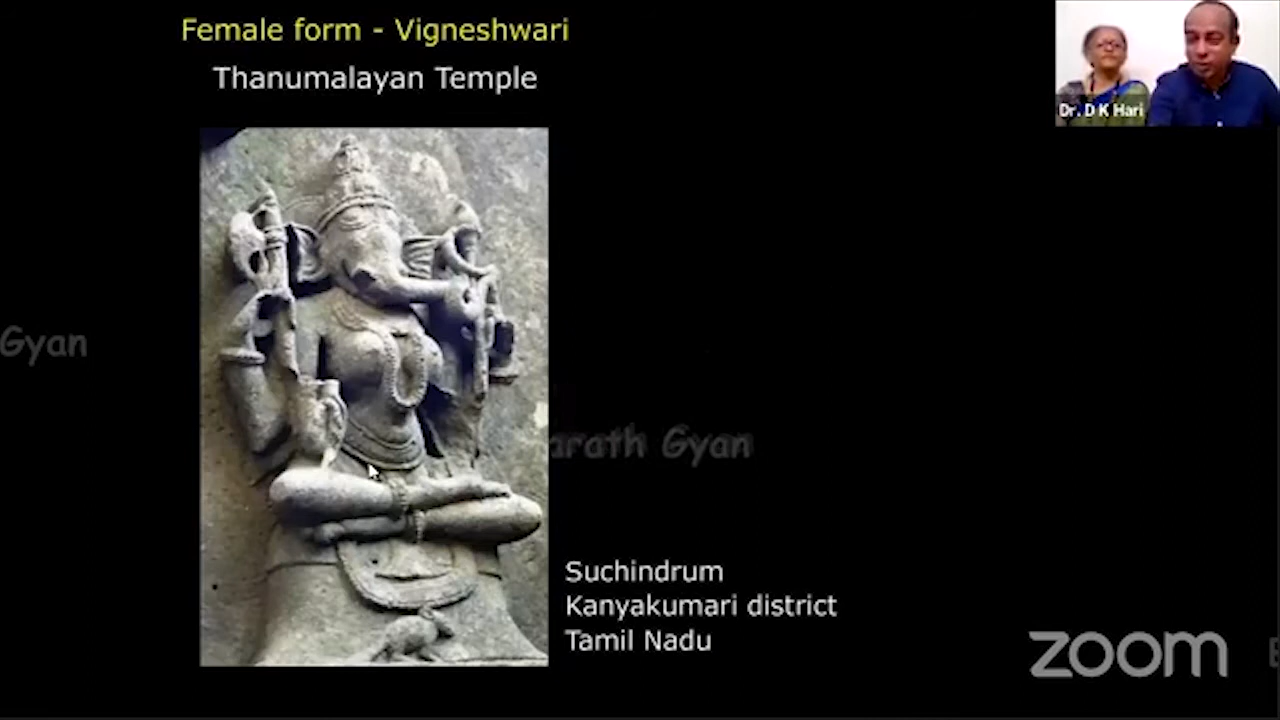 Female form - Vigneshwari
Thanumalayan Temple
Dr. D K Hari
Gyan
arath Gyan
Suchindrum
Kanyakumari district
Tamil Nadu
zoom